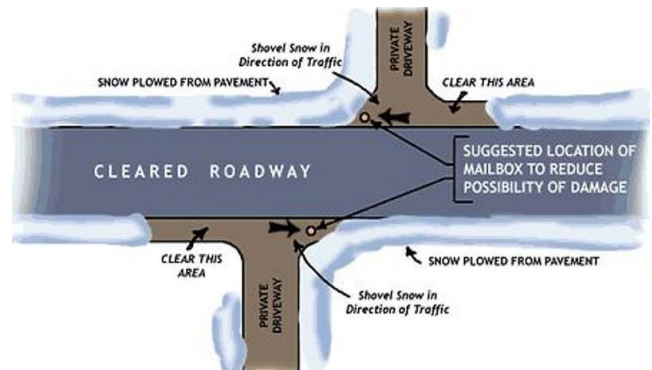 Shovel Snow in
Direction of Traffic
PRIVATE
DRIVEWAY
SNOW PLOWED FROM PAVEMENT
CLEAR THIS AREA
CLEARED ROADWAY
SUGGESTED LOCATION OF
MAILBOX TO REDUCE
POSSIBILITY OF DAMAGE
CLEAR THIS
AREA
SNOW PLOWED FROM PAVEMENT
PRIVATE
DRIVEWAY
Shovel Snow in
Direction of Traffic